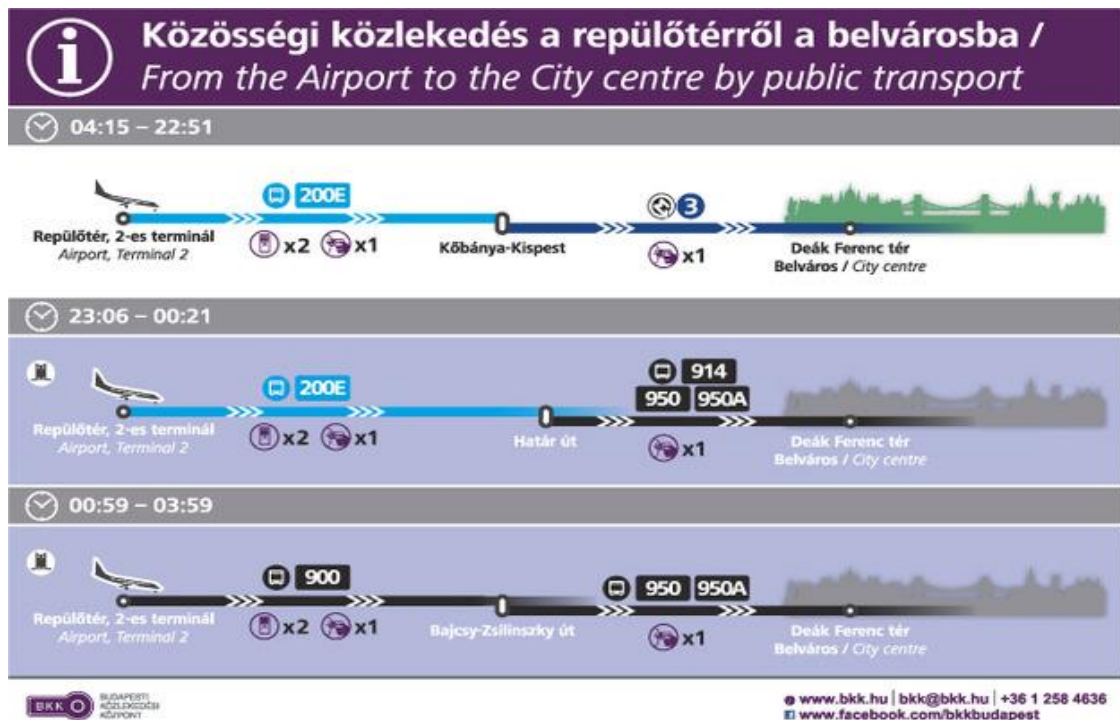 Közösségi közlekedés a repülőtérről a belvárosba /
From the Airport to the City centre by public transport
04:15 – 22:51
200E
3
Repülőtér, 2-es terminál
Airport, Terminal 2
x2 x1
Kőbánya-Kispest
x1
Deák Ferenc tér
Belváros / City centre
23:06 – 00:21
200E
914
950 950A
Repülőtér, 2-es terminál
Airport, Terminal 2
x2 x1
Határ út
x1
Deák Ferenc tér
Belváros / City centre
00:59 – 03:59
900
950 950A
Repülőtér, 2-es terminál
Airport, Terminal 2
x2 x1
Bajcsy-Zsilinszky út
x1
Deák Ferenc tér
Belváros / City centre
BKK
BUDAPESTI
KÖZLEKEDÉSI
KÖZPONT
www.bkk.hu | bkk@bkk.hu | +36 1 258 4636
www.facebook.com/bkkbudapest